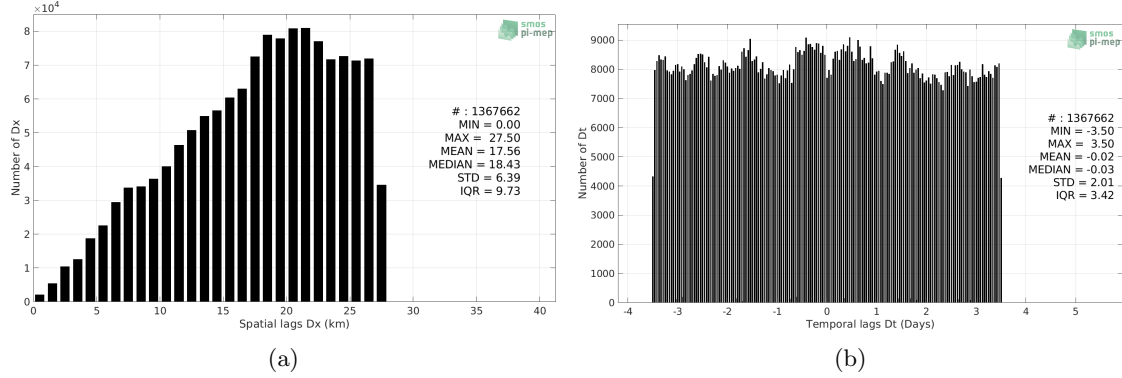 ×10⁴
smos
pi-mep
8
7
6
5
4
3
2
1
0
Number of Dx
# : 1367662
MIN = 0.00
MAX = 27.50
MEAN = 17.56
MEDIAN = 18.43
STD = 6.39
IQR = 9.73
0 5 10 15 20 25 30 35 40
Spatial lags Dx (km)
(a)
smos
pi-mep
9000
8000
7000
6000
5000
4000
3000
2000
1000
0
Number of Dt
# : 1367662
MIN = -3.50
MAX = 3.50
MEAN = -0.02
MEDIAN = -0.03
STD = 2.01
IQR = 3.42
-4 -3 -2 -1 0 1 2 3 4 5
Temporal lags Dt (Days)
(b)